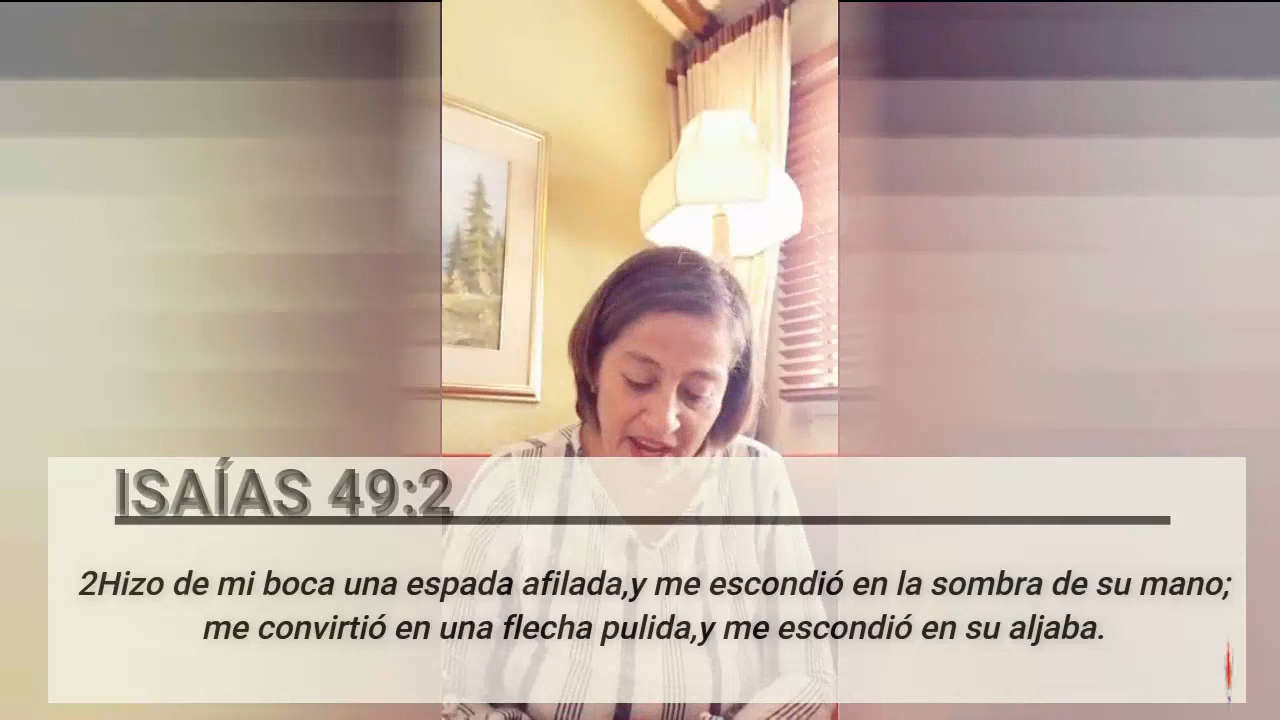 ISAÍAS 49:2
2Hizo de mi boca una espada afilada,y me escondió en la sombra de su mano;
me convirtió en una flecha pulida,y me escondió en su aljaba.